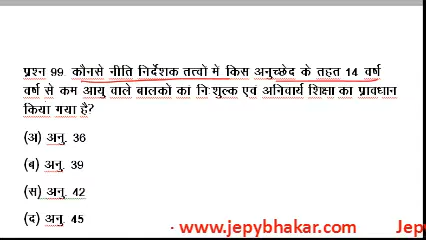 प्रश्न 99. कौनसे नीति निर्देशक तत्वो मे किस अनुच्छेद के तहत 14 वर्ष
वर्ष से कम आयु वाले बालको का निःशुल्क एवं अनिवार्य शिक्षा का प्रावधान
किया गया है?
(अ) अनु. 36
(ब) अनु. 39
(स) अनु. 42
(द) अनु. 45
· www.jepybhakar.com Jep